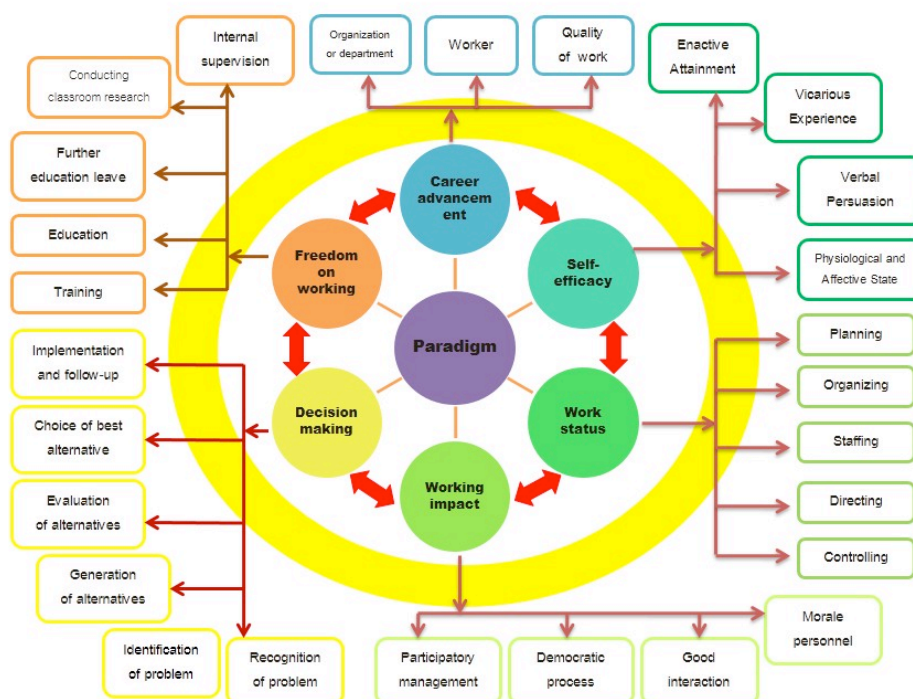 Internal
supervision
Organization
or department
Worker
Quality
of work
Enactive
Attainment
Conducting
classroom research
Vicarious
Experience
Further
education leave
Verbal
Persuasion
Education
Physiological and
Affective State
Training
Career
advancem
ent
Freedom
on
working
Self-
efficacy
Paradigm
Decision
making
Work
status
Working
impact
Implementation
and follow-up
Choice of best
alternative
Evaluation
of alternatives
Generation
of alternatives
Identification
of problem
Recognition
of problem
Planning
Organizing
Staffing
Directing
Controlling
Participatory
management
Democratic
process
Good
interaction
Morale
personnel